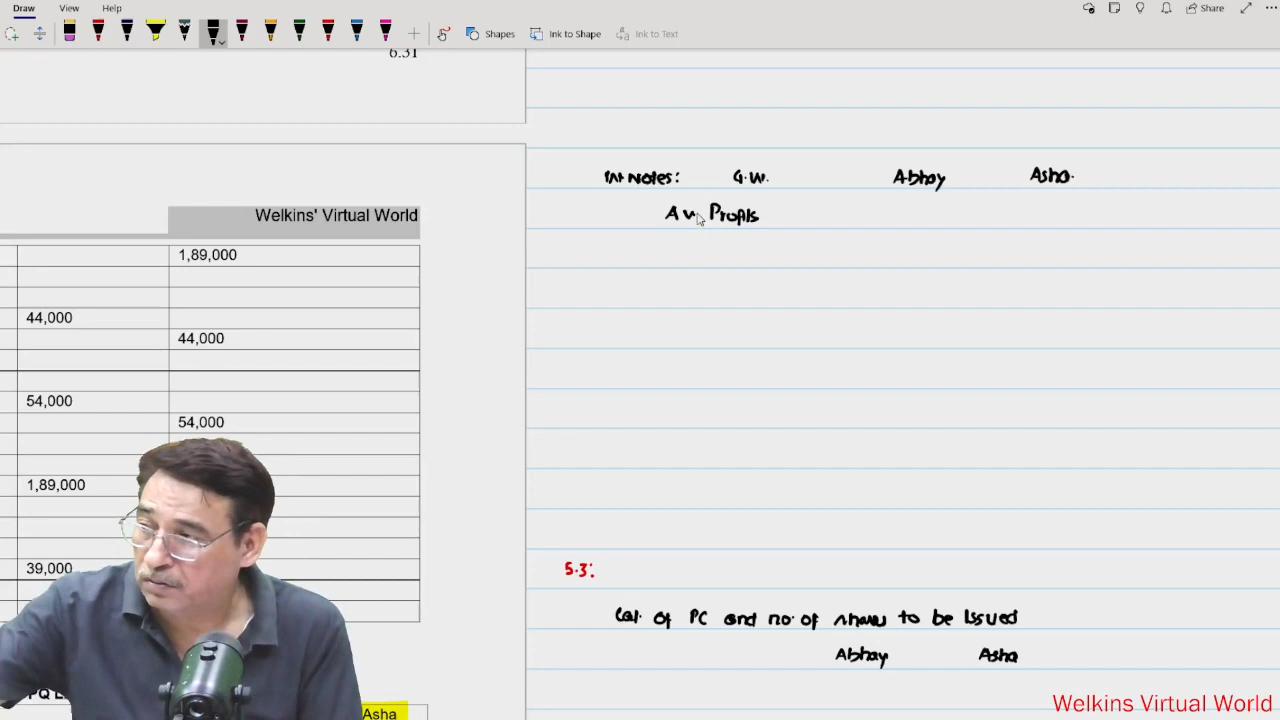 Draw View Help Share
Shapes Ink to Shape Ink to Text
6.31
Welkins' Virtual World
1,89,000
44,000
44,000
54,000
54,000
1,89,000
39,000
Asha
Int Notes: G.W. Abhay Asha.
Av. Profits
5.3:
Cal. of PC and no. of shares to be issued
Abhay Asha
Welkins Virtual World